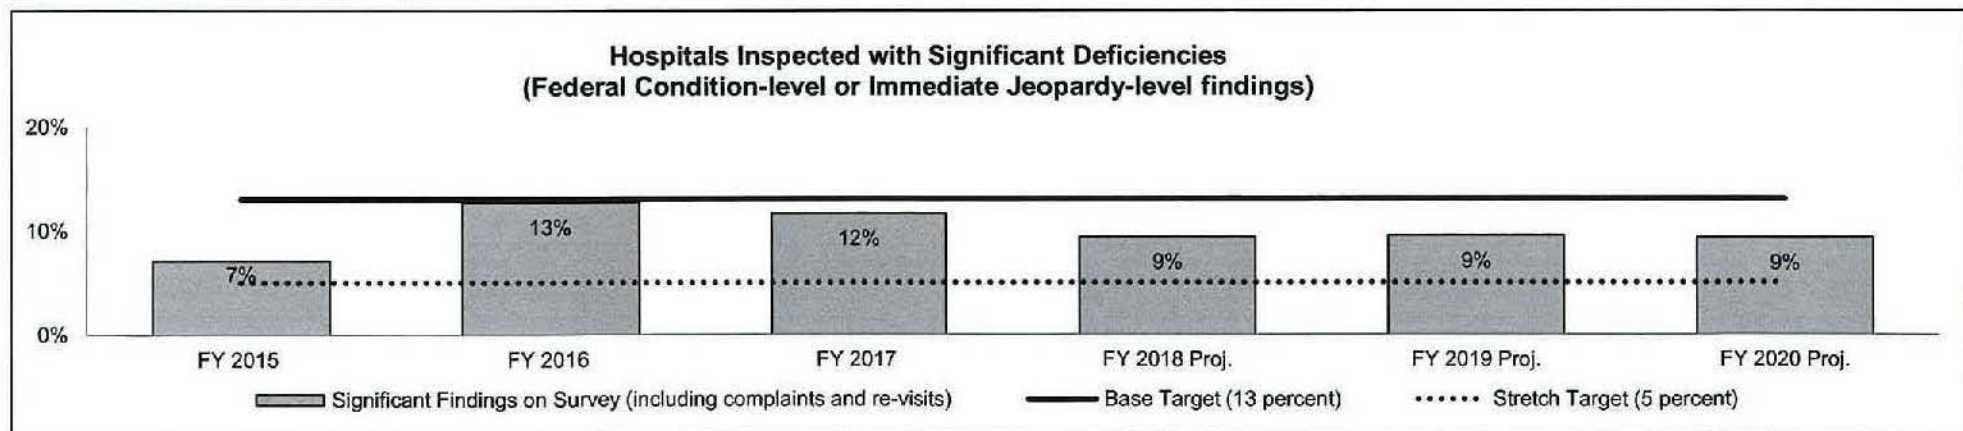 Hospitals Inspected with Significant Deficiencies
(Federal Condition-level or Immediate Jeopardy-level findings)
20%
10%
0%
7%
13%
12%
9%
9%
9%
FY 2015
FY 2016
FY 2017
FY 2018 Proj.
FY 2019 Proj.
FY 2020 Proj.
Significant Findings on Survey (including complaints and re-visits)
Base Target (13 percent)
Stretch Target (5 percent)